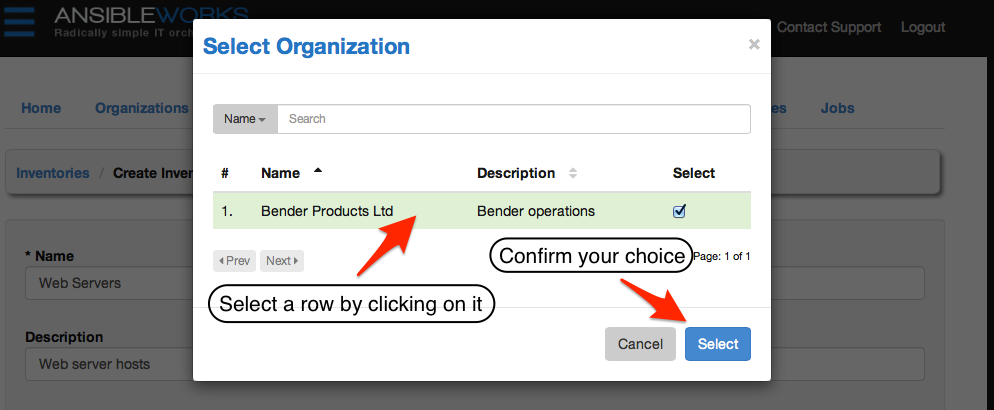 ANSIBLEWORKS
Radically simple IT orch
Contact Support Logout
Select Organization
×
Home Organizations es Jobs
Name Search
Inventories / Create Inven
# Name Description Select
1. Bender Products Ltd Bender operations
Prev Next Confirm your choice Page: 1 of 1
* Name
Web Servers
Select a row by clicking on it
Description
Cancel Select
Web server hosts